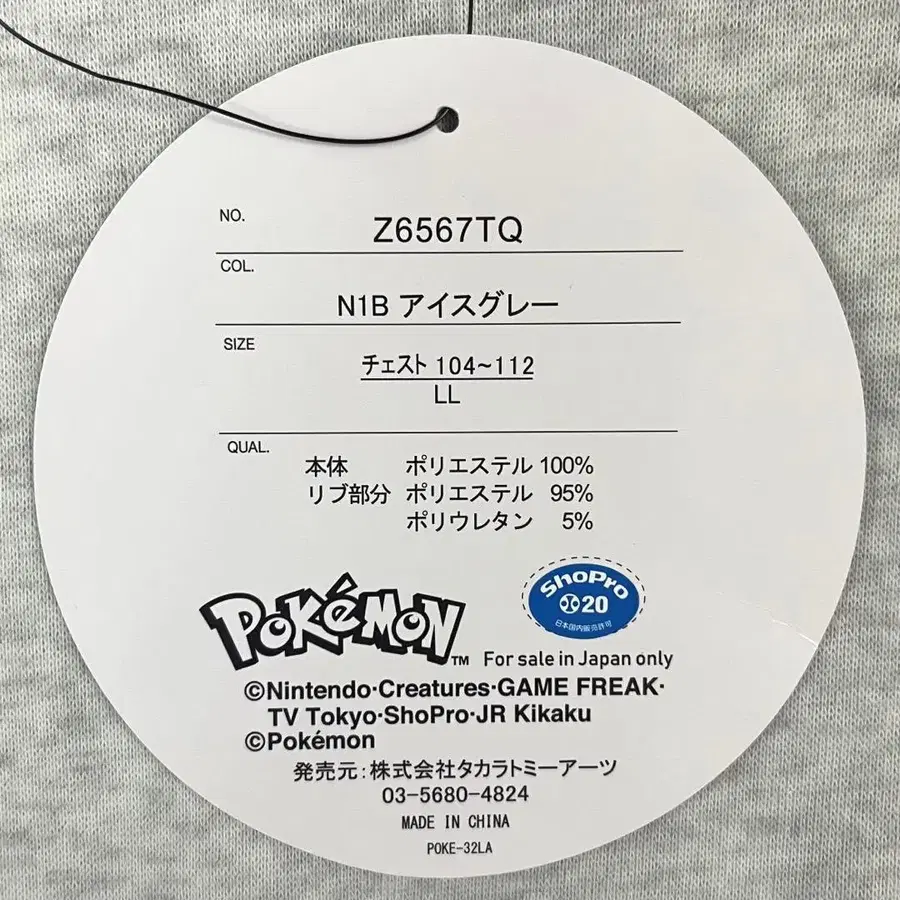 NO.
Z6567TQ
COL.
N1B アイスグレー
SIZE
チェスト 104~112
LL
QUAL.
本体 ポリエステル 100%
リブ部分 ポリエステル 95%
ポリウレタン 5%
ShoPro
20
日本国内販売許可
POKéMON™ For sale in Japan only
©Nintendo·Creatures·GAME FREAK·
TV Tokyo·ShoPro·JR Kikaku
©Pokémon
発売元:株式会社タカラトミーアーツ
03-5680-4824
MADE IN CHINA
POKE-32LA